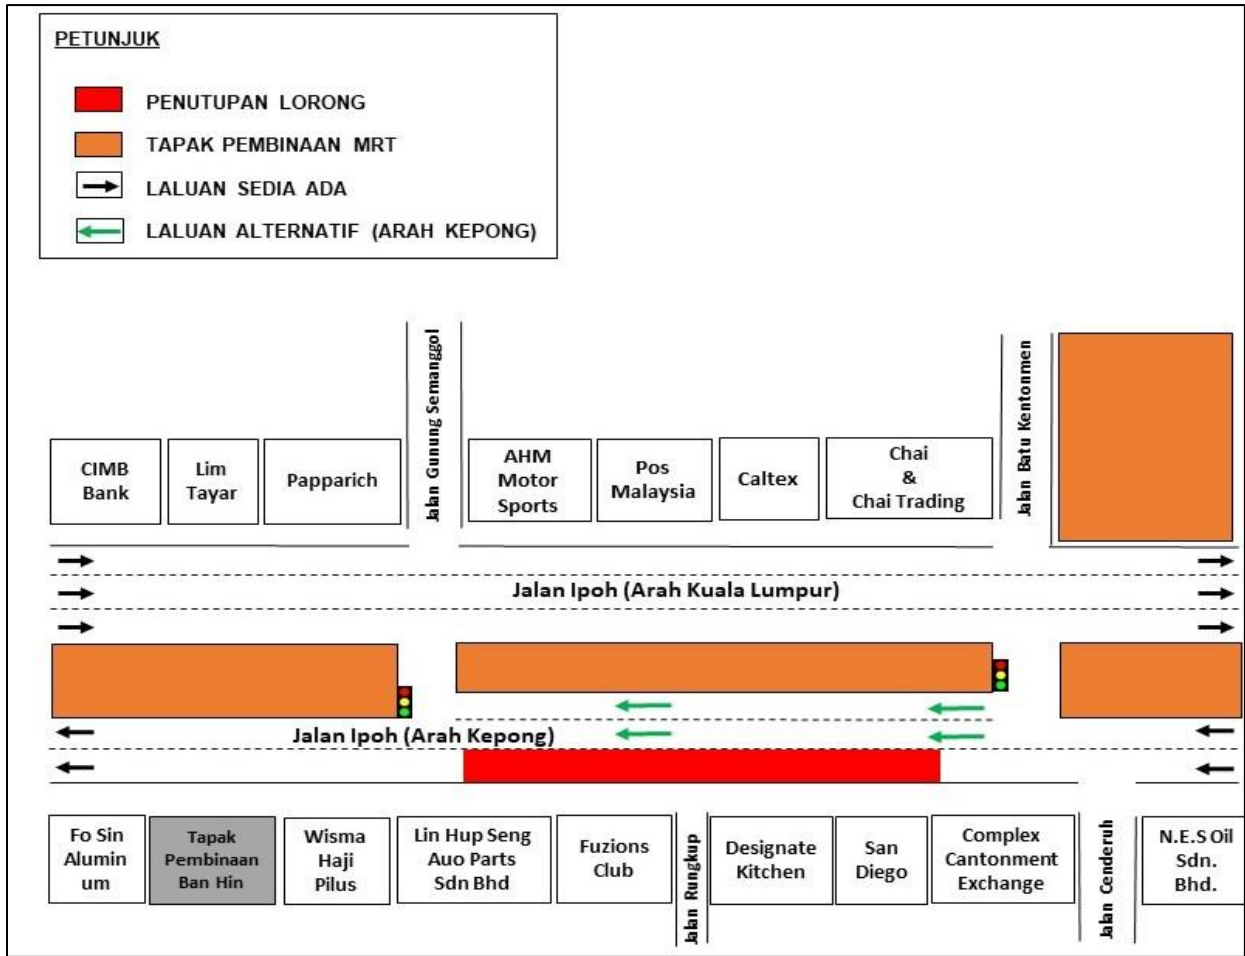 PETUNJUK
PENUTUPAN LORONG
TAPAK PEMBINAAN MRT
LALUAN SEDIA ADA
LALUAN ALTERNATIF (ARAH KEPONG)
Jalan Gunung Semanggol
Jalan Batu Kentonmen
CIMB
Bank
Lim
Tayar
Papparich
AHM
Motor
Sports
Pos
Malaysia
Caltex
Chai
&
Chai Trading
Jalan Ipoh (Arah Kuala Lumpur)
Jalan Ipoh (Arah Kepong)
Fo Sin
Alumin
um
Tapak
Pembinaan
Ban Hin
Wisma
Haji
Pilus
Lin Hup Seng
Auo Parts
Sdn Bhd
Fuzions
Club
Jalan Rungkup
Designate
Kitchen
San
Diego
Complex
Cantonment
Exchange
Jalan Cenderuh
N.E.S Oil
Sdn.
Bhd.